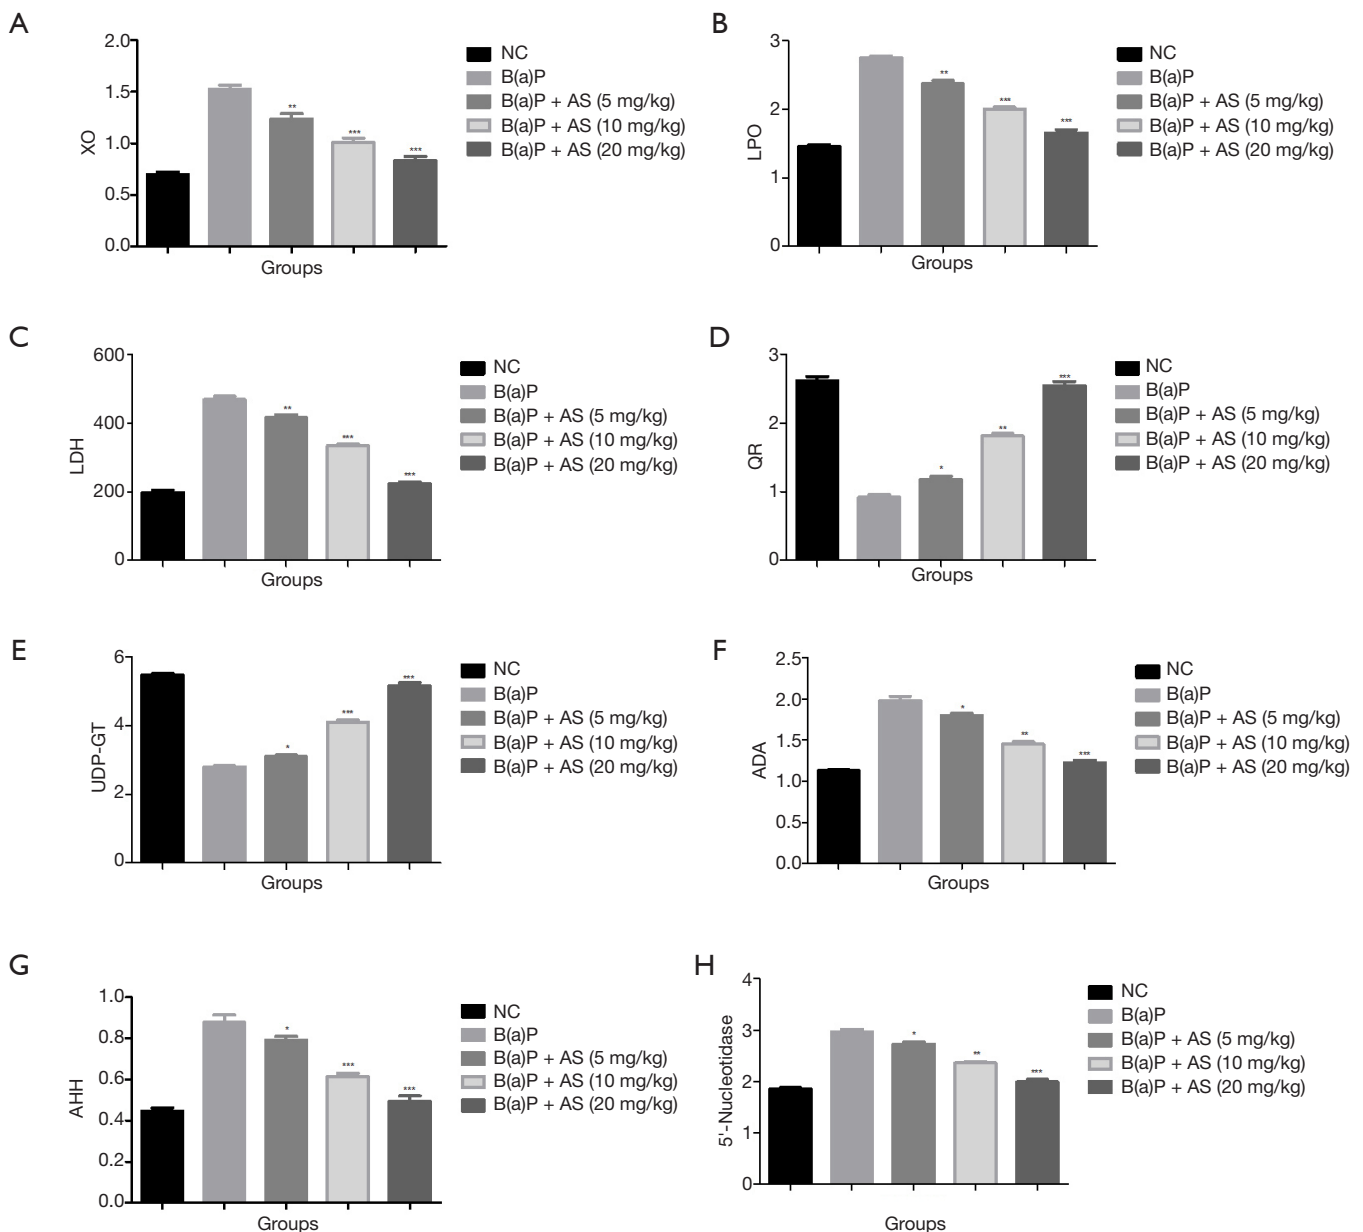 A
XO
2.0
1.5
1.0
0.5
0.0
**
***
***
Groups
NC
B(a)P
B(a)P + AS (5 mg/kg)
B(a)P + AS (10 mg/kg)
B(a)P + AS (20 mg/kg)
B
LPO
3
2
1
0
**
***
***
Groups
NC
B(a)P
B(a)P + AS (5 mg/kg)
B(a)P + AS (10 mg/kg)
B(a)P + AS (20 mg/kg)
C
LDH
600
400
200
0
**
***
***
Groups
NC
B(a)P
B(a)P + AS (5 mg/kg)
B(a)P + AS (10 mg/kg)
B(a)P + AS (20 mg/kg)
D
QR
3
2
1
0
*
**
***
Groups
NC
B(a)P
B(a)P + AS (5 mg/kg)
B(a)P + AS (10 mg/kg)
B(a)P + AS (20 mg/kg)
E
UDP-GT
6
4
2
0
*
***
***
Groups
NC
B(a)P
B(a)P + AS (5 mg/kg)
B(a)P + AS (10 mg/kg)
B(a)P + AS (20 mg/kg)
F
ADA
2.5
2.0
1.5
1.0
0.5
0.0
*
**
***
Groups
NC
B(a)P
B(a)P + AS (5 mg/kg)
B(a)P + AS (10 mg/kg)
B(a)P + AS (20 mg/kg)
G
AHH
1.0
0.8
0.6
0.4
0.2
0.0
*
***
***
Groups
NC
B(a)P
B(a)P + AS (5 mg/kg)
B(a)P + AS (10 mg/kg)
B(a)P + AS (20 mg/kg)
H
5'-Nucleotidase
4
3
2
1
0
*
**
***
Groups
NC
B(a)P
B(a)P + AS (5 mg/kg)
B(a)P + AS (10 mg/kg)
B(a)P + AS (20 mg/kg)